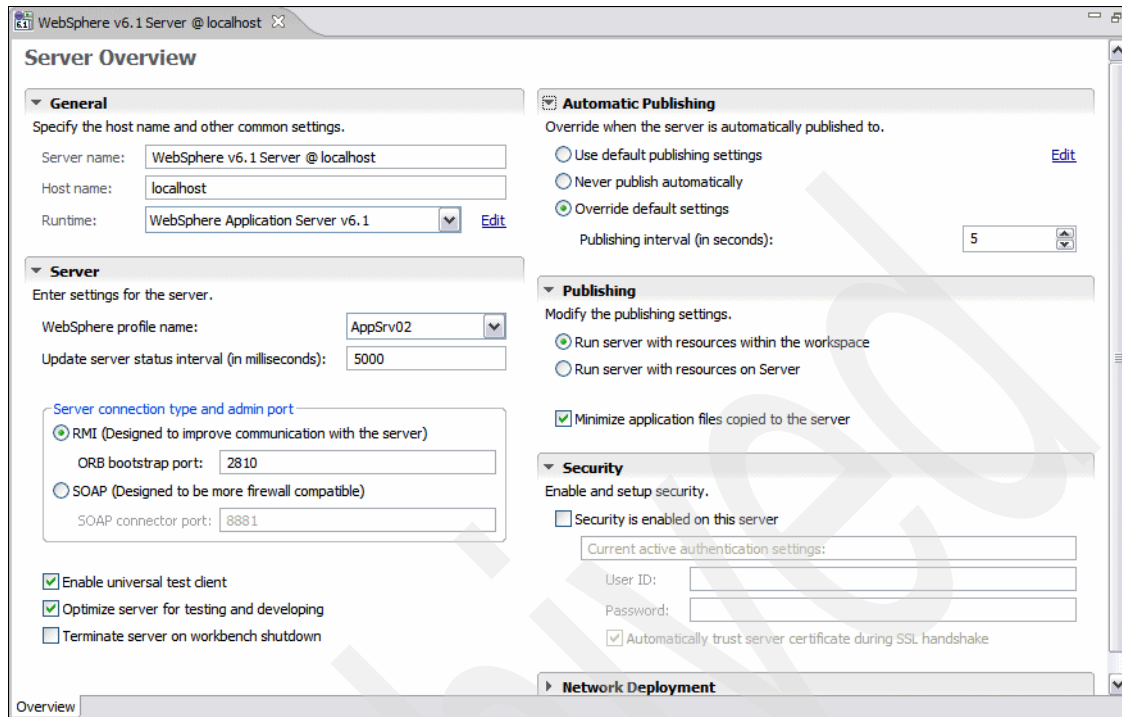 WebSphere v6.1 Server @ localhost
Server Overview
General
Specify the host name and other common settings.
Server name: WebSphere v6.1 Server @ localhost
Host name: localhost
Runtime: WebSphere Application Server v6.1 Edit
Server
Enter settings for the server.
WebSphere profile name: AppSrv02
Update server status interval (in milliseconds): 5000
Server connection type and admin port
RMI (Designed to improve communication with the server)
ORB bootstrap port: 2810
SOAP (Designed to be more firewall compatible)
SOAP connector port: 8881
Enable universal test client
Optimize server for testing and developing
Terminate server on workbench shutdown
Automatic Publishing
Override when the server is automatically published to.
Use default publishing settings Edit
Never publish automatically
Override default settings
Publishing interval (in seconds): 5
Publishing
Modify the publishing settings.
Run server with resources within the workspace
Run server with resources on Server
Minimize application files copied to the server
Security
Enable and setup security.
Security is enabled on this server
Current active authentication settings:
User ID:
Password:
Automatically trust server certificate during SSL handshake
Network Deployment
Overview